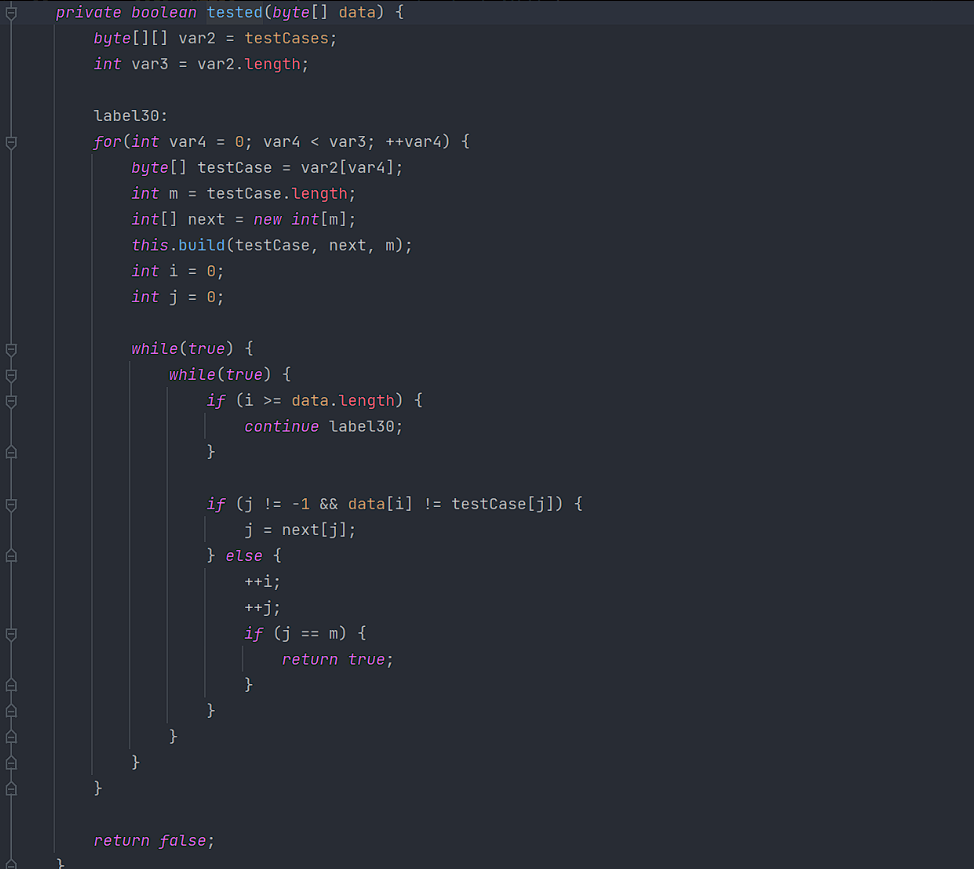 private boolean tested(byte[] data) {
    byte[][] var2 = testCases;
    int var3 = var2.length;

    label30:
    for(int var4 = 0; var4 < var3; ++var4) {
        byte[] testCase = var2[var4];
        int m = testCase.length;
        int[] next = new int[m];
        this.build(testCase, next, m);
        int i = 0;
        int j = 0;

        while(true) {
            while(true) {
                if (i >= data.length) {
                    continue label30;
                }

                if (j != -1 && data[i] != testCase[j]) {
                    j = next[j];
                } else {
                    ++i;
                    ++j;
                    if (j == m) {
                        return true;
                    }
                }
            }
        }
    }

    return false;
}